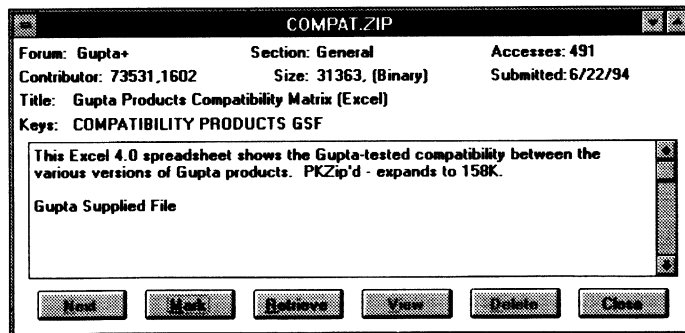 COMPAT.ZIP
Forum: Gupta+ Section: General Accesses: 491
Contributor: 73531,1602 Size: 31363, (Binary) Submitted: 6/22/94
Title: Gupta Products Compatibility Matrix (Excel)
Keys: COMPATIBILITY PRODUCTS GSF
This Excel 4.0 spreadsheet shows the Gupta-tested compatibility between the
various versions of Gupta products. PKZip'd - expands to 158K.
Gupta Supplied File
Next Mark Retrieve View Delete Close